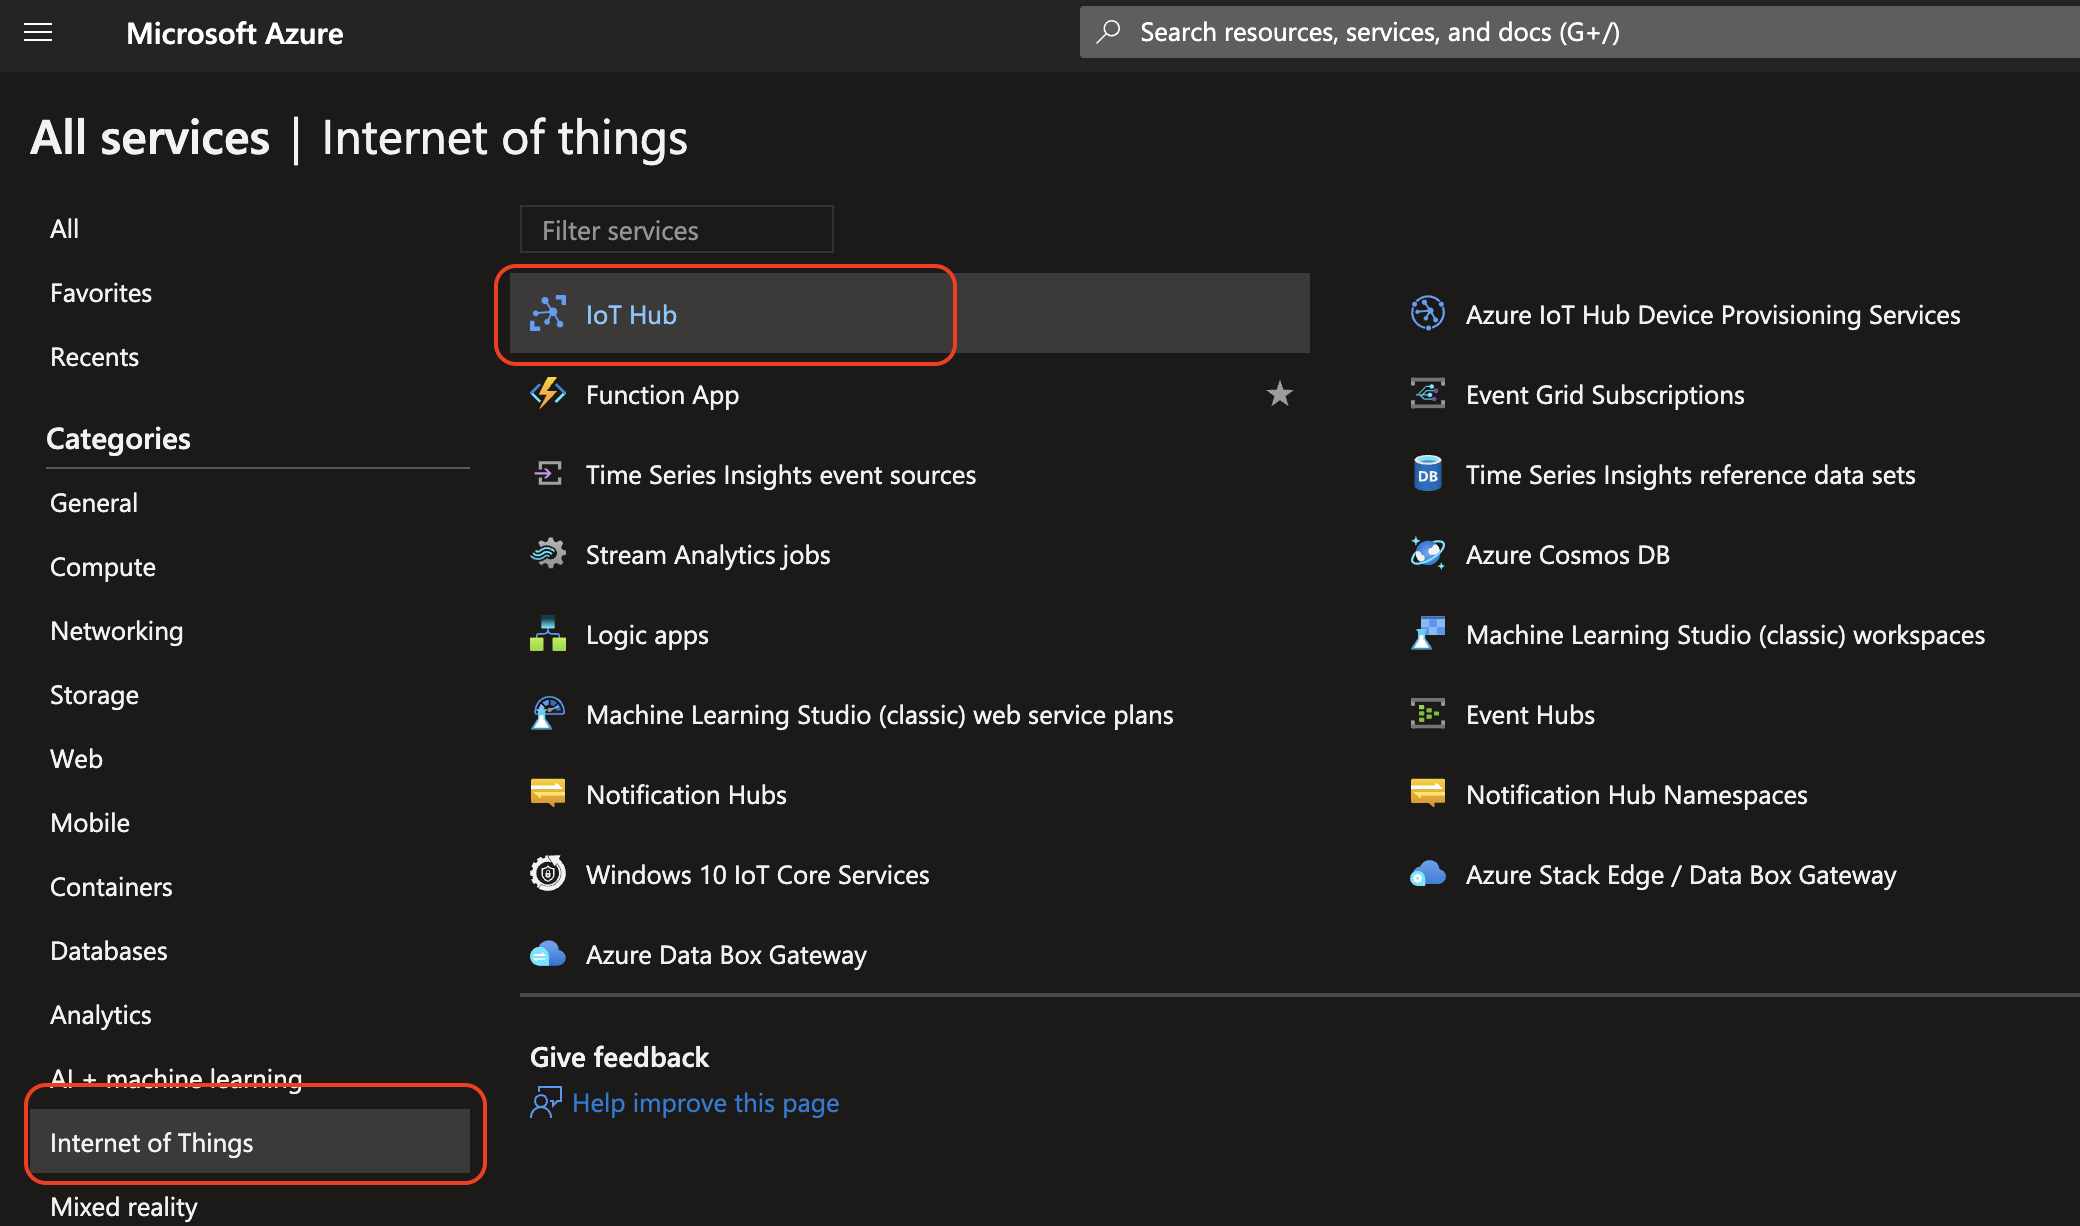 Microsoft Azure
Search resources, services, and docs (G+/)
All services | Internet of things
All
Favorites
Recents
Categories
General
Compute
Networking
Storage
Web
Mobile
Containers
Databases
Analytics
AI + machine learning
Internet of Things
Mixed reality
Filter services
IoT Hub
Azure IoT Hub Device Provisioning Services
Function App
Event Grid Subscriptions
Time Series Insights event sources
Time Series Insights reference data sets
Stream Analytics jobs
Azure Cosmos DB
Logic apps
Machine Learning Studio (classic) workspaces
Machine Learning Studio (classic) web service plans
Event Hubs
Notification Hubs
Notification Hub Namespaces
Windows 10 IoT Core Services
Azure Stack Edge / Data Box Gateway
Azure Data Box Gateway
Give feedback
Help improve this page
DB